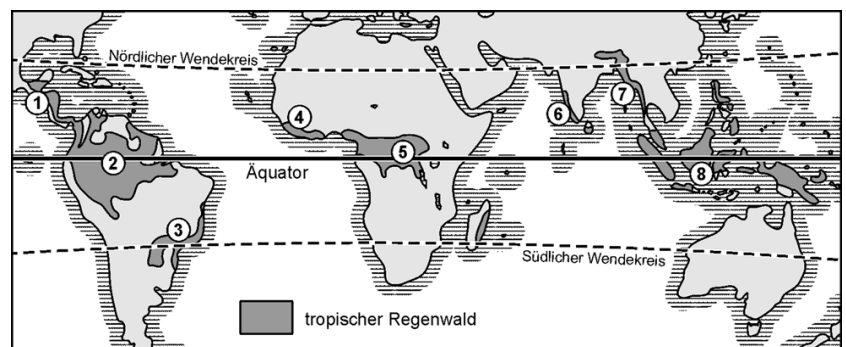 Nördlicher Wendekreis
1
4
6
7
2
5
8
Äquator
3
Südlicher Wendekreis
tropischer Regenwald